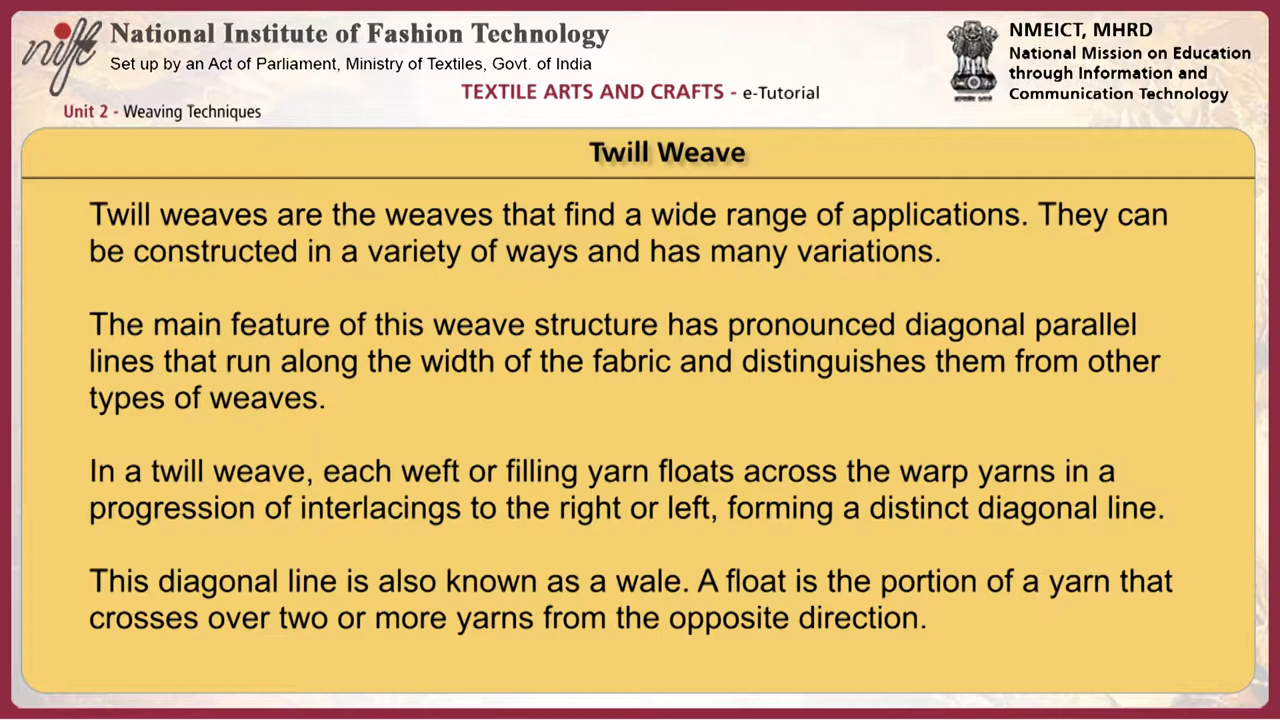 nift
National Institute of Fashion Technology
Set up by an Act of Parliament, Ministry of Textiles, Govt. of India
NMEICT, MHRD
National Mission on Education
through Information and
Communication Technology
TEXTILE ARTS AND CRAFTS - e-Tutorial
Unit 2 - Weaving Techniques
Twill Weave
Twill weaves are the weaves that find a wide range of applications. They can
be constructed in a variety of ways and has many variations.
The main feature of this weave structure has pronounced diagonal parallel
lines that run along the width of the fabric and distinguishes them from other
types of weaves.
In a twill weave, each weft or filling yarn floats across the warp yarns in a
progression of interlacings to the right or left, forming a distinct diagonal line.
This diagonal line is also known as a wale. A float is the portion of a yarn that
crosses over two or more yarns from the opposite direction.